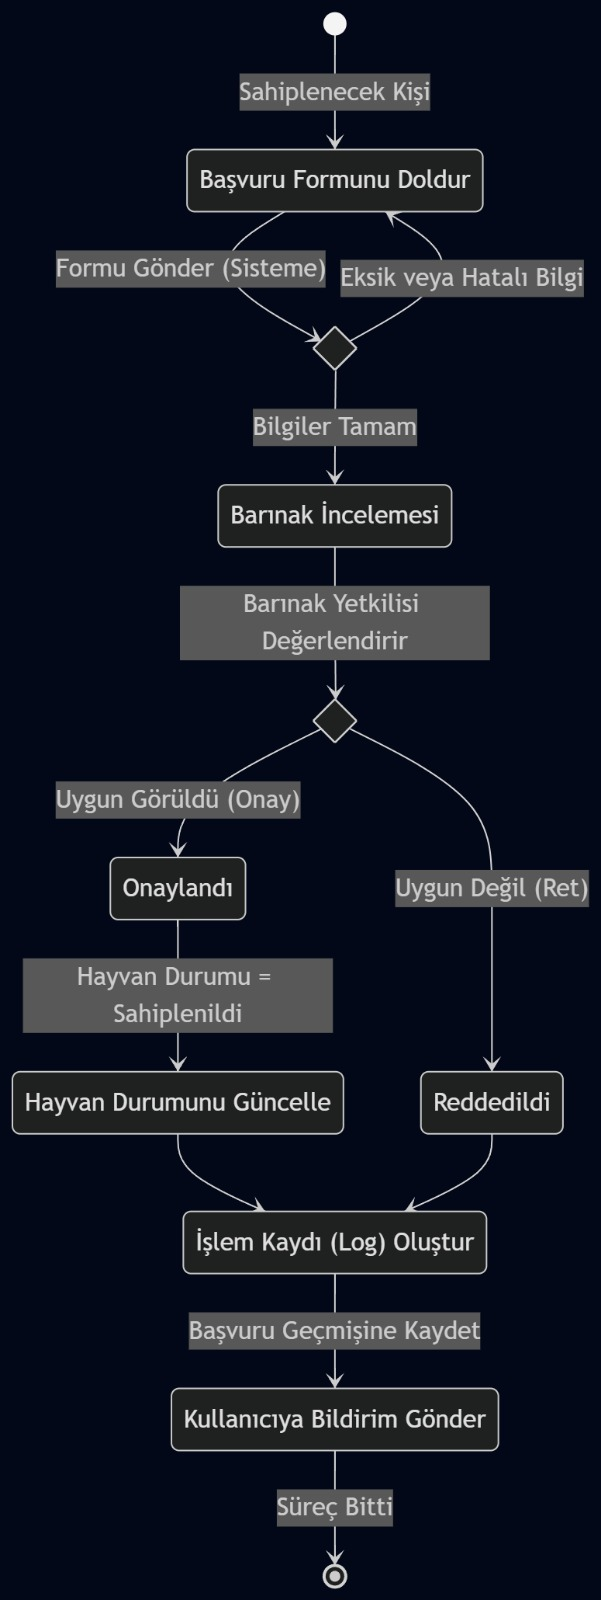 Sahiplenecek Kişi
Başvuru Formunu Doldur
Formu Gönder (Sisteme)
Eksik veya Hatalı Bilgi
Bilgiler Tamam
Barınak İncelemesi
Barınak Yetkilisi
Değerlendirir
Uygun Görüldü (Onay)
Onaylandı
Uygun Değil (Ret)
Hayvan Durumu =
Sahiplenildi
Hayvan Durumunu Güncelle
Reddedildi
İşlem Kaydı (Log) Oluştur
Başvuru Geçmişine Kaydet
Kullanıcıya Bildirim Gönder
Süreç Bitti